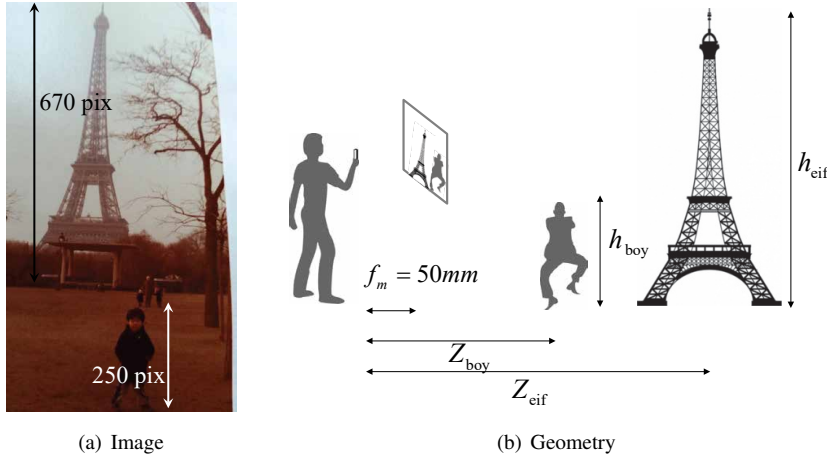 670 pix
250 pix
f_m = 50mm
Z_boy
Z_eif
h_boy
h_eif
(a) Image
(b) Geometry